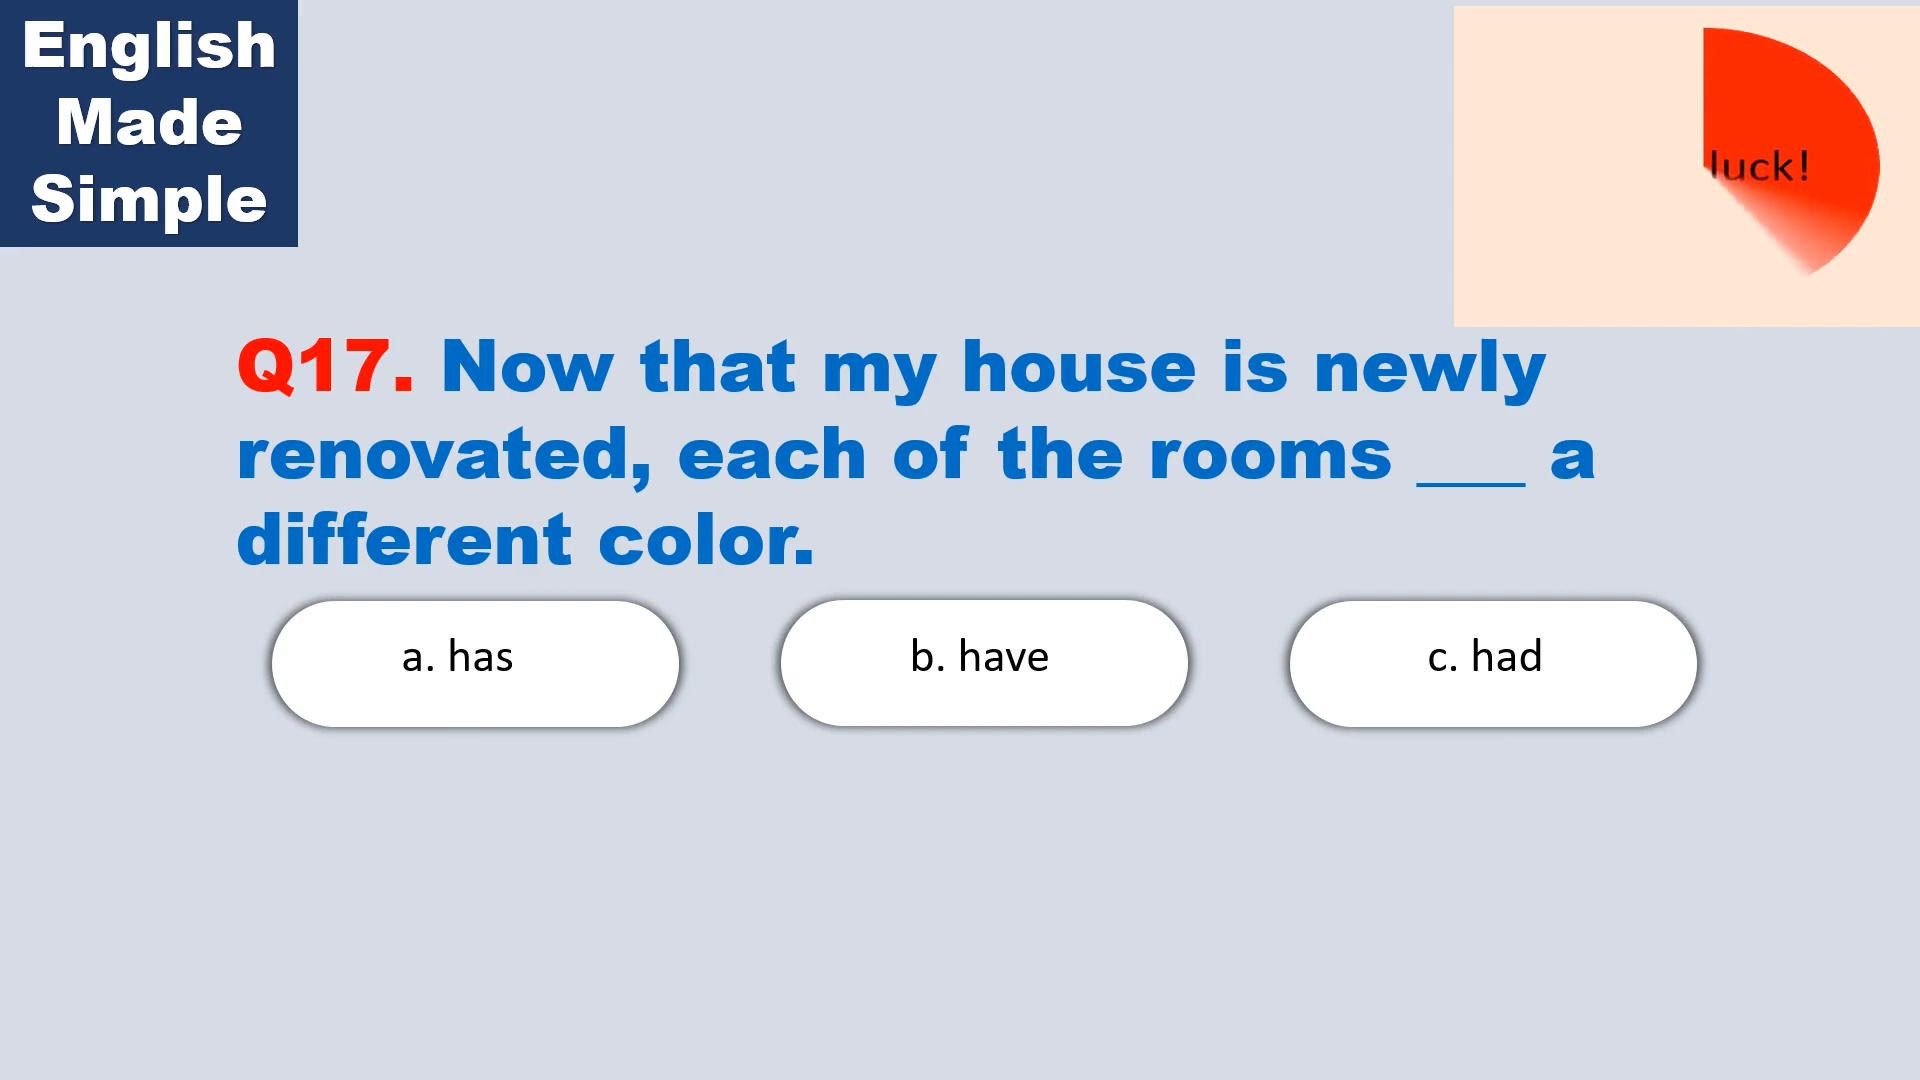 English
Made
Simple
luck!
Q17. Now that my house is newly
renovated, each of the rooms ___ a
different color.
a. has
b. have
c. had